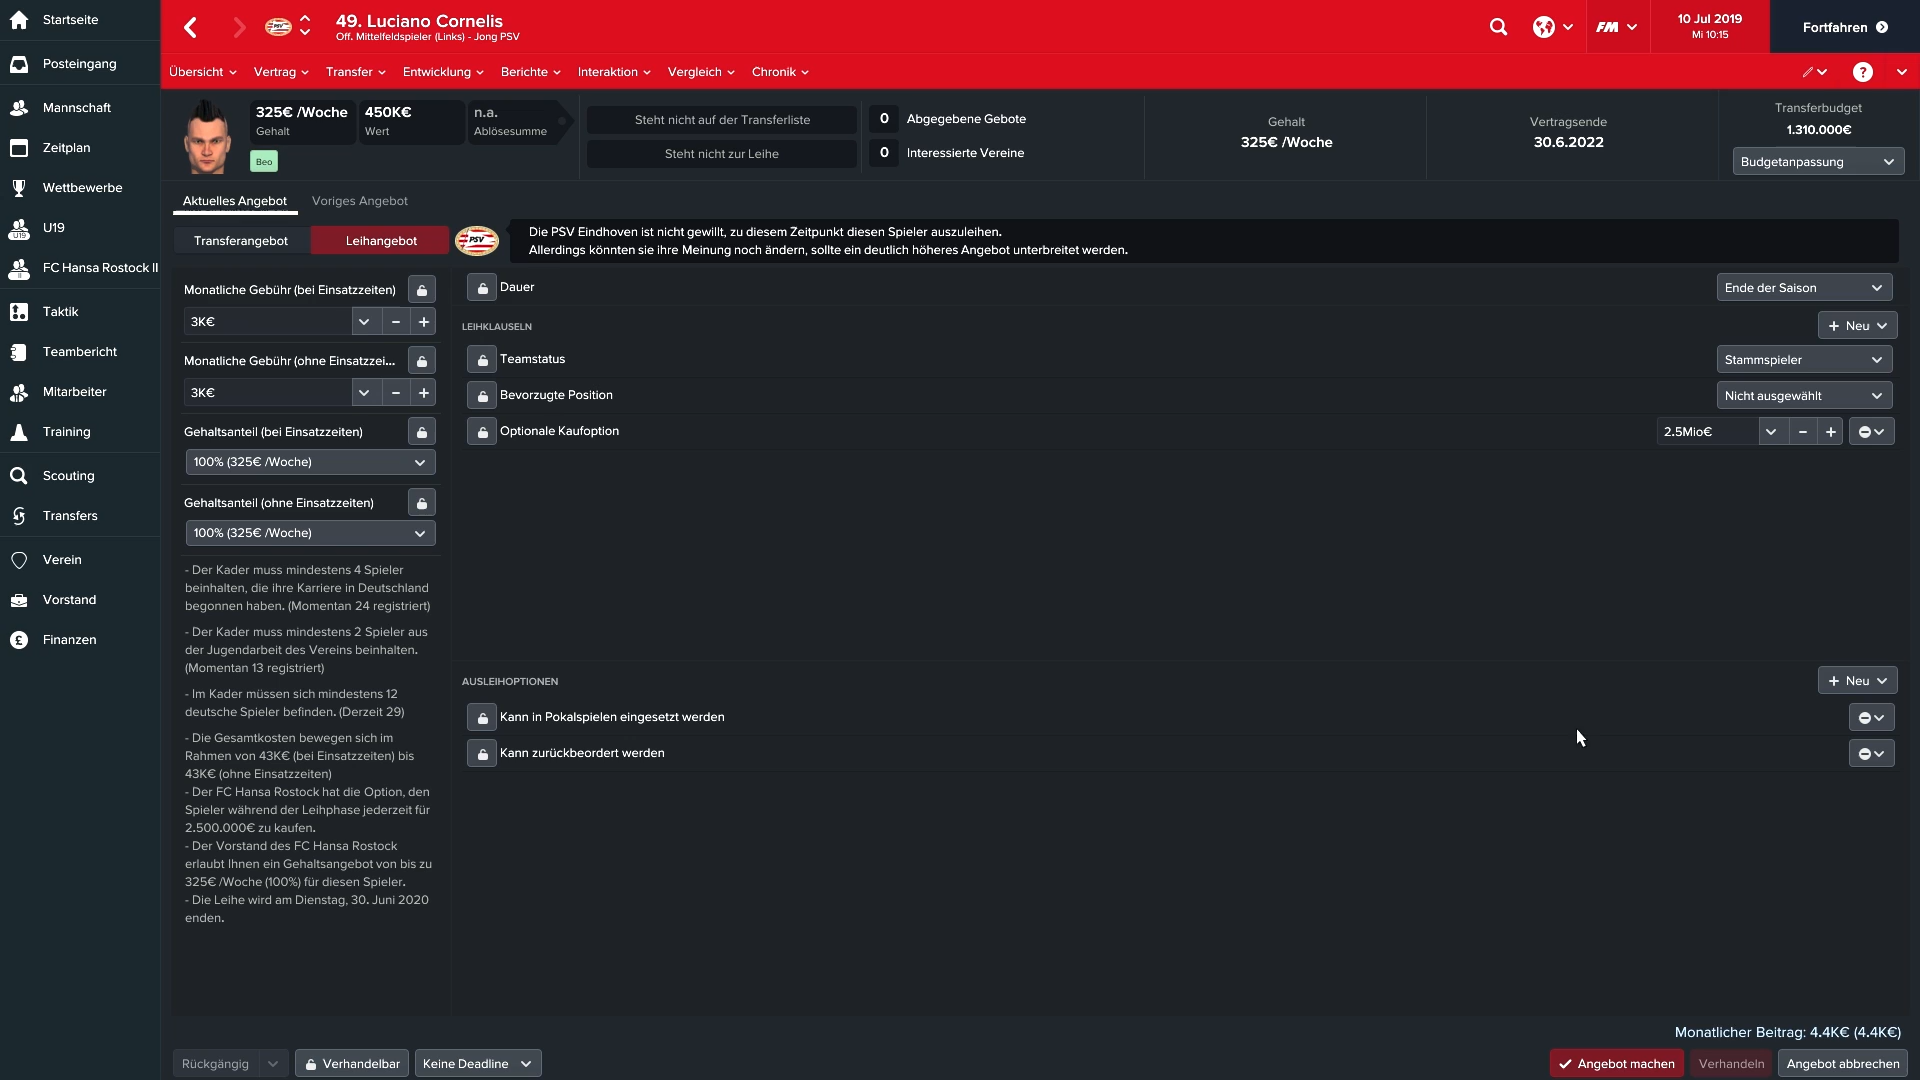 Startseite
Posteingang
Mannschaft
Zeitplan
Wettbewerbe
U19
U19
FC Hansa Rostock II
II
Taktik
Teambericht
Mitarbeiter
Training
Scouting
Transfers
Verein
Vorstand
Finanzen
PSV
49. Luciano Cornelis
Off. Mittelfeldspieler (Links) - Jong PSV
FM
10 Jul 2019
Mi 10:15
Fortfahren
Übersicht
Vertrag
Transfer
Entwicklung
Berichte
Interaktion
Vergleich
Chronik
?
325€ /Woche
Gehalt
450K€
Wert
n.a.
Ablösesumme
Beo
Steht nicht auf der Transferliste
Steht nicht zur Leihe
0 Abgegebene Gebote
0 Interessierte Vereine
Gehalt
325€ /Woche
Vertragsende
30.6.2022
Transferbudget
1.310.000€
Budgetanpassung
Aktuelles Angebot
Voriges Angebot
Transferangebot
Leihangebot
PSV
Die PSV Eindhoven ist nicht gewillt, zu diesem Zeitpunkt diesen Spieler auszuleihen.
Allerdings könnten sie ihre Meinung noch ändern, sollte ein deutlich höheres Angebot unterbreitet werden.
Monatliche Gebühr (bei Einsatzzeiten)
3K€
Monatliche Gebühr (ohne Einsatzzei...
3K€
Gehaltsanteil (bei Einsatzzeiten)
100% (325€ /Woche)
Gehaltsanteil (ohne Einsatzzeiten)
100% (325€ /Woche)
- Der Kader muss mindestens 4 Spieler
beinhalten, die ihre Karriere in Deutschland
begonnen haben. (Momentan 24 registriert)
- Der Kader muss mindestens 2 Spieler aus
der Jugendarbeit des Vereins beinhalten.
(Momentan 13 registriert)
- Im Kader müssen sich mindestens 12
deutsche Spieler befinden. (Derzeit 29)
- Die Gesamtkosten bewegen sich im
Rahmen von 43K€ (bei Einsatzzeiten) bis
43K€ (ohne Einsatzzeiten)
- Der FC Hansa Rostock hat die Option, den
Spieler während der Leihphase jederzeit für
2.500.000€ zu kaufen.
- Der Vorstand des FC Hansa Rostock
erlaubt Ihnen ein Gehaltsangebot von bis zu
325€ /Woche (100%) für diesen Spieler.
- Die Leihe wird am Dienstag, 30. Juni 2020
enden.
Dauer
Ende der Saison
LEIHKLAUSELN
+ Neu
Teamstatus
Stammspieler
Bevorzugte Position
Nicht ausgewählt
Optionale Kaufoption
2.5Mio€
AUSLEIHOPTIONEN
+ Neu
Kann in Pokalspielen eingesetzt werden
Kann zurückbeordert werden
Monatlicher Beitrag: 4.4K€ (4.4K€)
Rückgängig
Verhandelbar
Keine Deadline
Angebot machen
Verhandeln
Angebot abbrechen